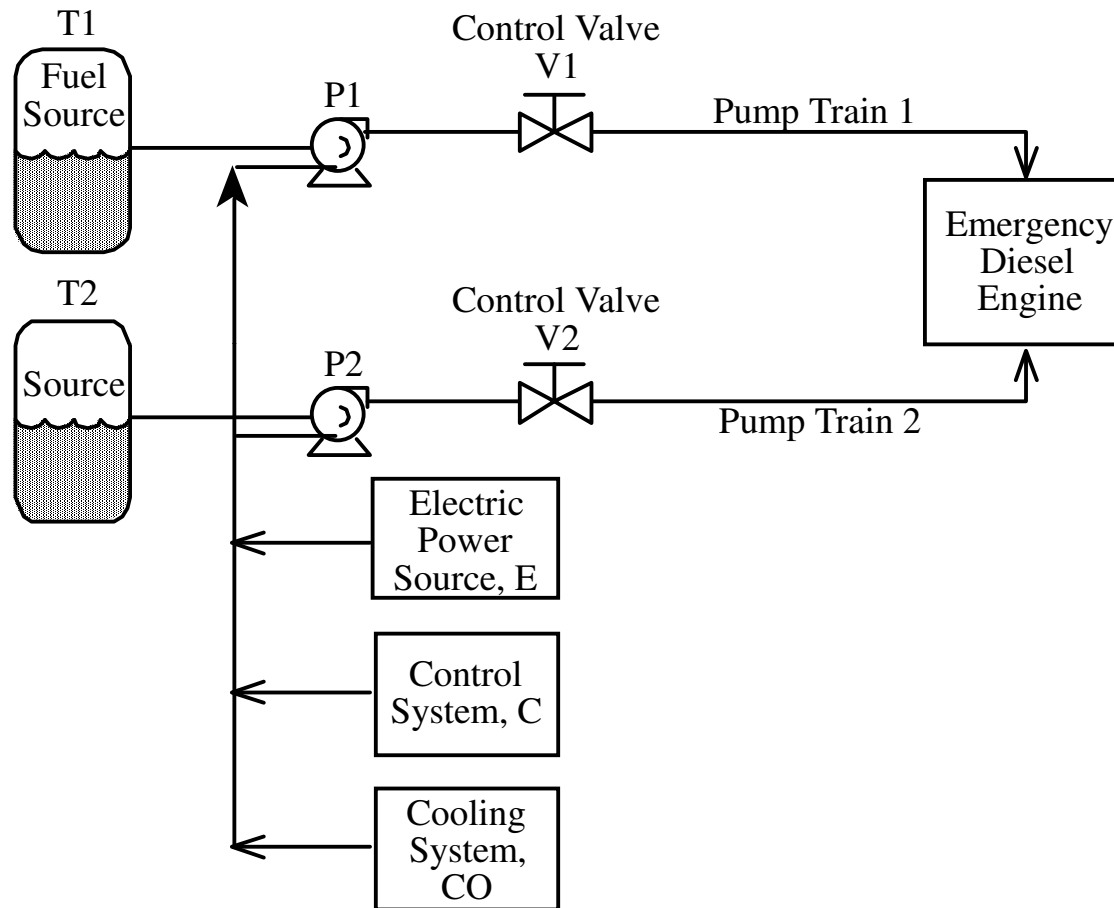 T1
Fuel
Source
P1
Control Valve
V1
Pump Train 1
Emergency
Diesel
Engine
T2
Source
P2
Control Valve
V2
Pump Train 2
Electric
Power
Source, E
Control
System, C
Cooling
System,
CO